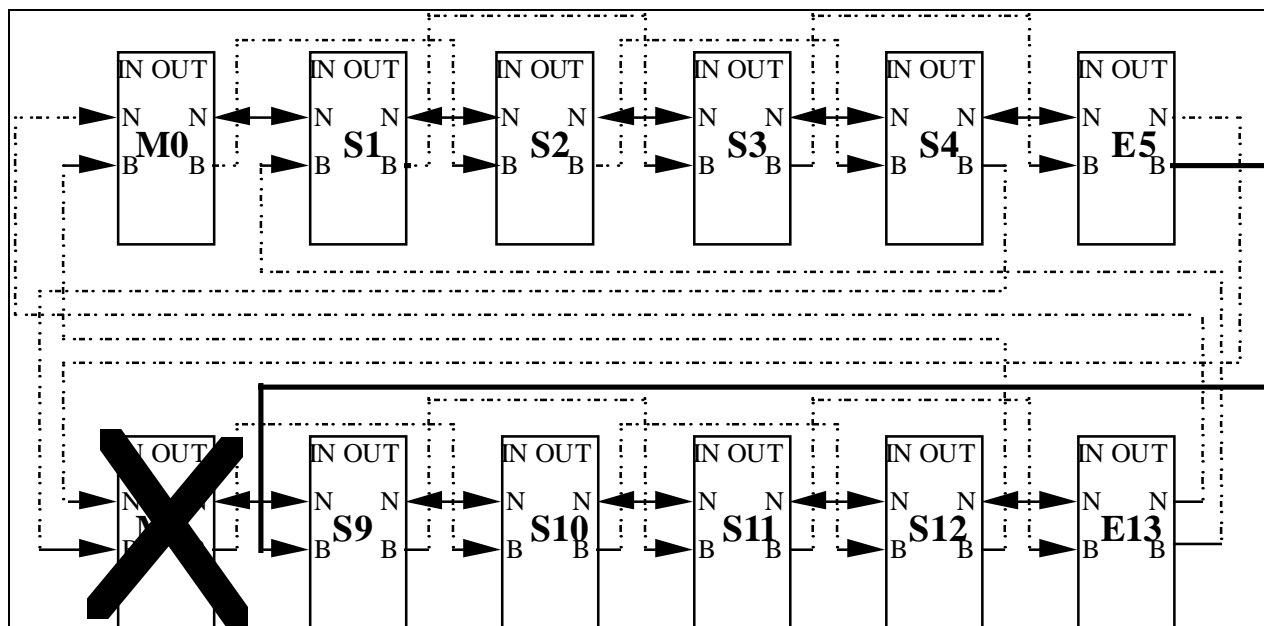 IN OUT IN OUT IN OUT IN OUT IN OUT IN OUT
N N N N N N N N N N N N
M0 S1 S2 S3 S4 E5
B B B B B B B B B B B B
N OUT IN OUT IN OUT IN OUT IN OUT IN OUT
N N N N N N N N N N N
S9 S10 S11 S12 E13
B B B B B B B B B B B